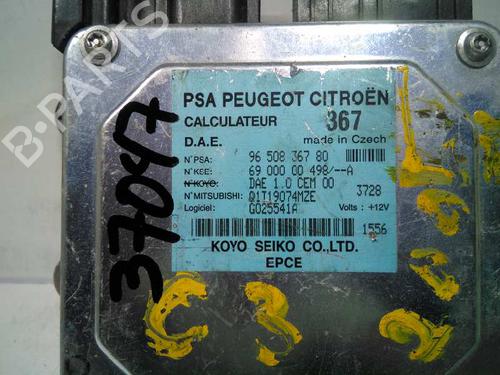 B-PARTS
PSA PEUGEOT CITROËN
CALCULATEUR 367
D.A.E. made in Czech
N°PSA: 96 508 367 80
N°KSE: 69 000 00 498/--A
N°KOYO: DAE 1.0 CEM 00
N°MITSUBISHI: Q1T19074MZE 3728
Logiciel: G025541A Volts : +12V
1556
KOYO SEIKO CO.,LTD.
EPCE
37047
C3